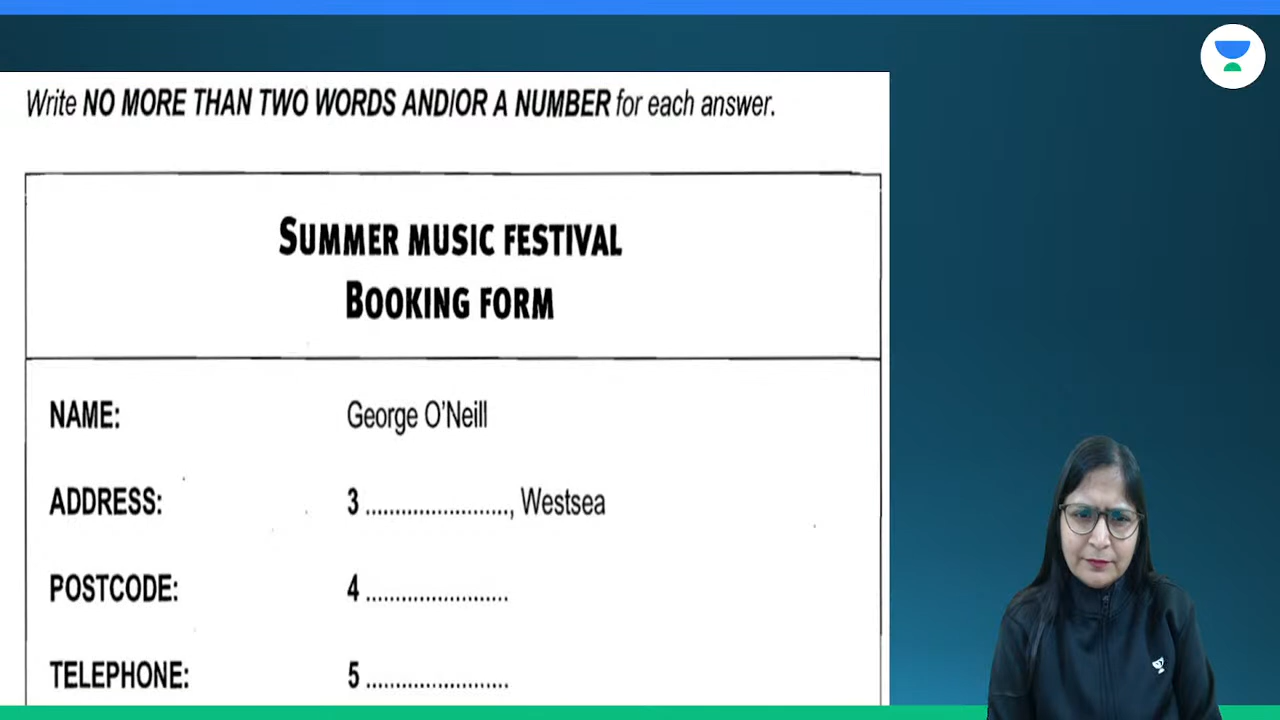 Write NO MORE THAN TWO WORDS AND/OR A NUMBER for each answer.
SUMMER MUSIC FESTIVAL
BOOKING FORM
NAME: George O'Neill
ADDRESS: 3 ........................, Westsea
POSTCODE: 4 ........................
TELEPHONE: 5 ........................